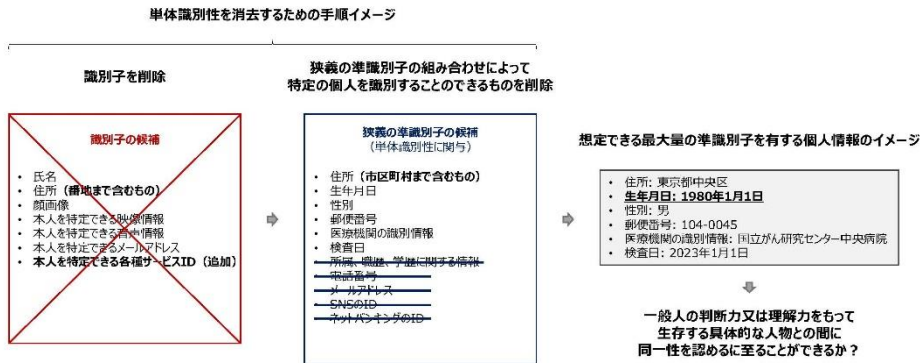 単体識別性を消去するための手順イメージ
識別子を削除
狭義の準識別子の組み合わせによって
特定の個人を識別することのできるものを削除
識別子の候補
• 氏名
• 住所（番地まで含むもの）
• 顔画像
• 本人を特定できる映像情報
• 本人を特定できる音声情報
• 本人を特定できるメールアドレス
• 本人を特定できる各種サービスID（追加）
狭義の準識別子の候補
（単体識別性に関与）
• 住所（市区町村まで含むもの）
• 生年月日
• 性別
• 郵便番号
• 医療機関の識別情報
• 検査日
• 所属、職歴、学歴に関する情報
• 電話番号
• メールアドレス
• SNSのID
• ネットバンキングのID
想定できる最大量の準識別子を有する個人情報のイメージ
• 住所: 東京都中央区
• 生年月日: 1980年1月1日
• 性別: 男
• 郵便番号: 104-0045
• 医療機関の識別情報: 国立がん研究センター中央病院
• 検査日: 2023年1月1日
一般人の判断力又は理解力をもって
生存する具体的な人物との間に
同一性を認めるに至ることができるか？